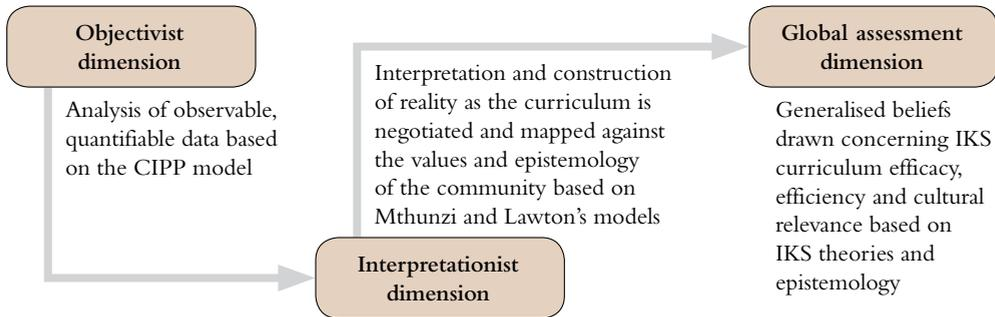 Objectivist
dimension
Analysis of observable,
quantifiable data based
on the CIPP model
Interpretation and construction
of reality as the curriculum is
negotiated and mapped against
the values and epistemology
of the community based on
Mthunzi and Lawton’s models
Interpretationist
dimension
Global assessment
dimension
Generalised beliefs
drawn concerning IKS
curriculum efficacy,
efficiency and cultural
relevance based on
IKS theories and
epistemology